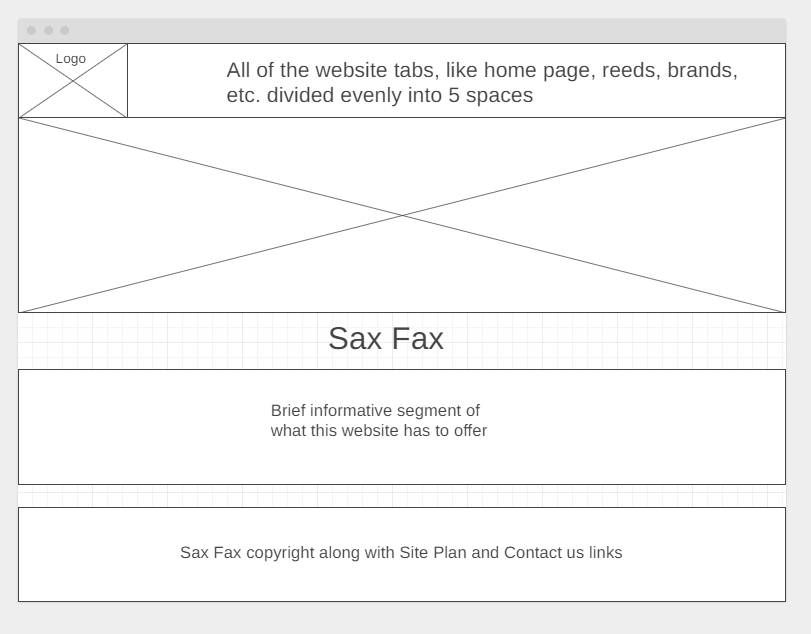 Logo
All of the website tabs, like home page, reeds, brands,
etc. divided evenly into 5 spaces
Sax Fax
Brief informative segment of
what this website has to offer
Sax Fax copyright along with Site Plan and Contact us links